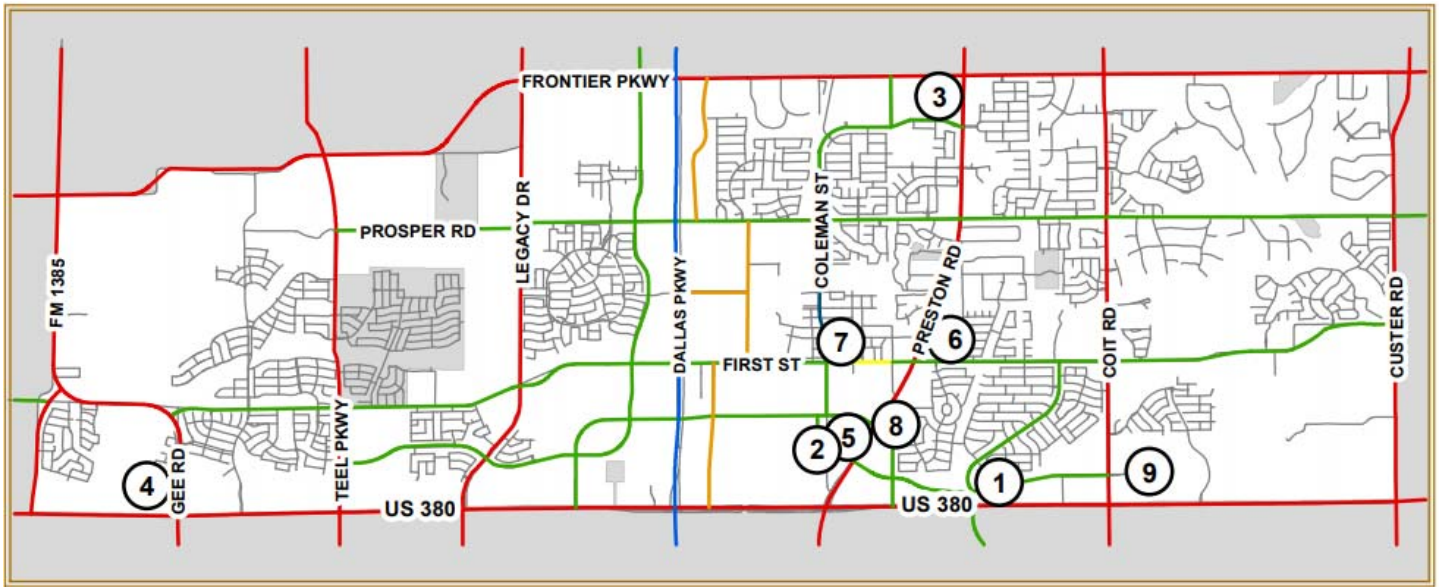 FRONTIER PKWY
3
LEGACY DR
COLEMAN ST
PROSPER RD
FM 1385
DALLAS PKWY
PRESTON RD
COIT RD
CUSTER RD
7
6
FIRST ST
TEEL PKWY
8
5
2
GEE RD
4
1
9
US 380
US 380